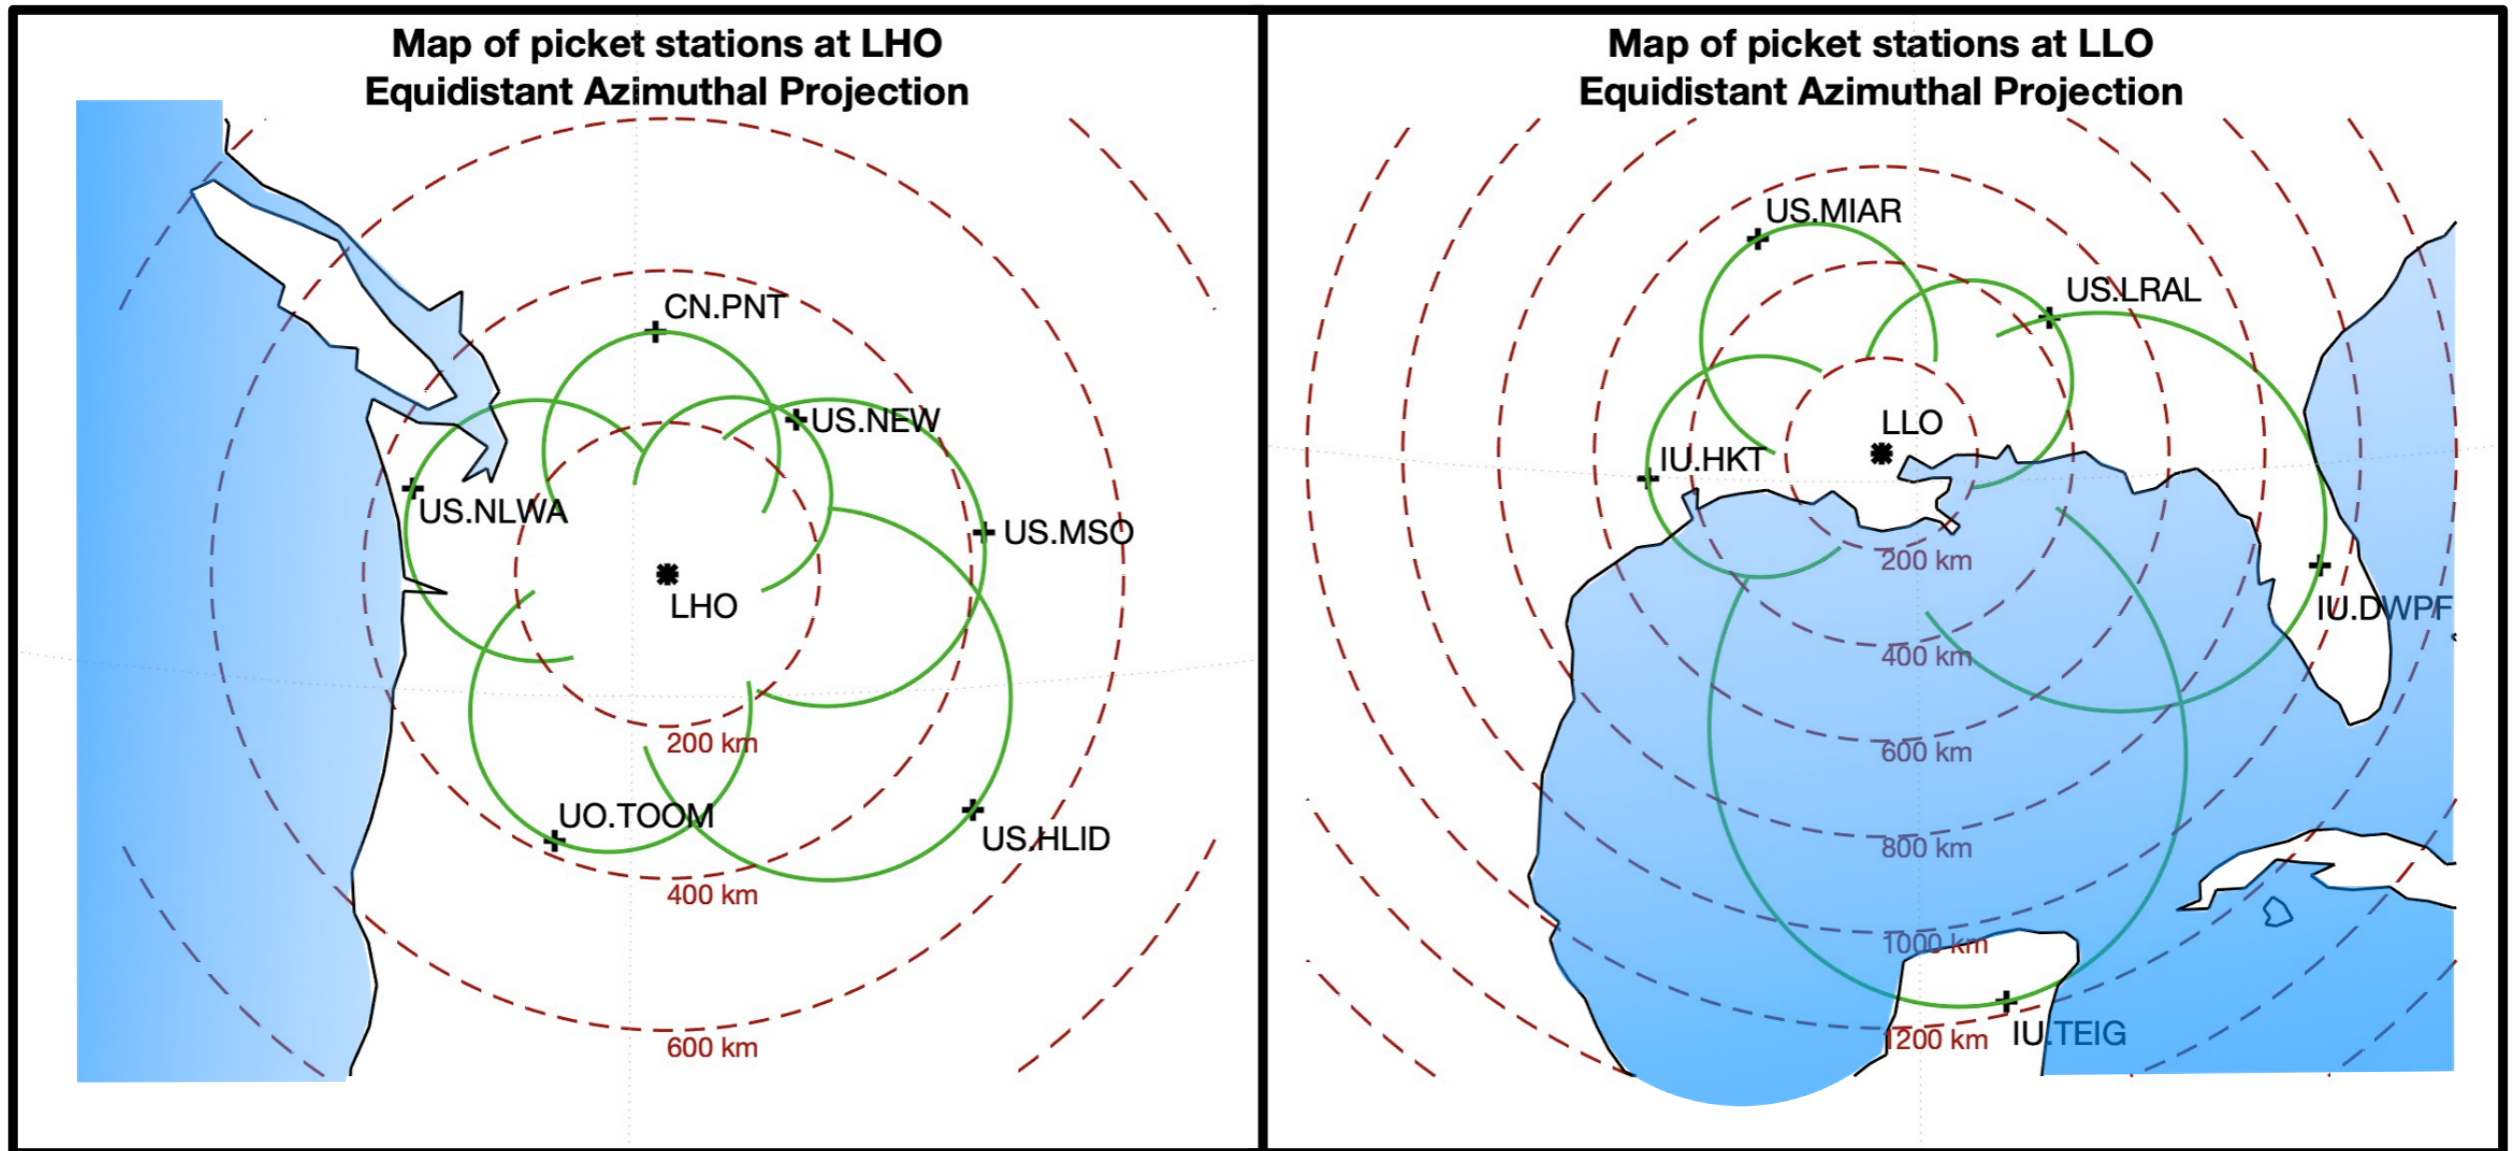 Map of picket stations at LHO
Equidistant Azimuthal Projection
CN.PNT
US.NEW
US.NLWA
US.MSO
LHO
200 km
UO.TOOM
US.HLID
400 km
600 km
Map of picket stations at LLO
Equidistant Azimuthal Projection
US.MIAR
US.LRAL
LLO
IU.HKT
200 km
IU.DWPF
400 km
600 km
800 km
1000 km
1200 km
IU.TEIG